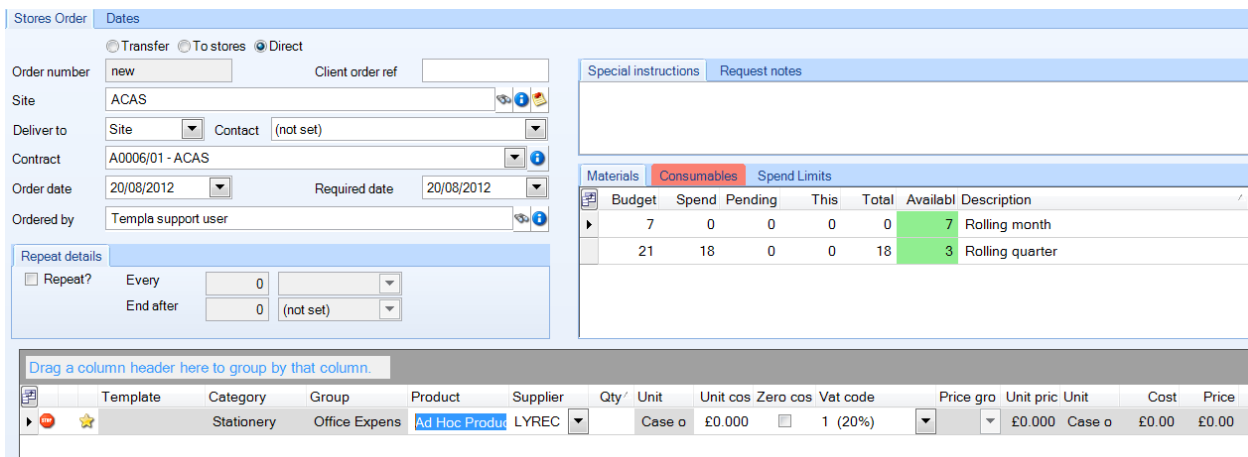 Stores Order Dates
Transfer To stores Direct
Order number new Client order ref
Site ACAS
Deliver to Site Contact (not set)
Contract A0006/01 - ACAS
Order date 20/08/2012 Required date 20/08/2012
Ordered by Templa support user
Repeat details
Repeat? Every 0
End after 0 (not set)
Special instructions Request notes
Materials Consumables Spend Limits
Budget Spend Pending This Total Availabl Description
7 0 0 0 0 7 Rolling month
21 18 0 0 18 3 Rolling quarter
Drag a column header here to group by that column.
Template Category Group Product Supplier Qty Unit Unit cos Zero cos Vat code Price gro Unit pric Unit Cost Price
STOP Stationery Office Expens Ad Hoc Produc LYREC Case o £0.000 1 (20%) £0.000 Case o £0.00 £0.00